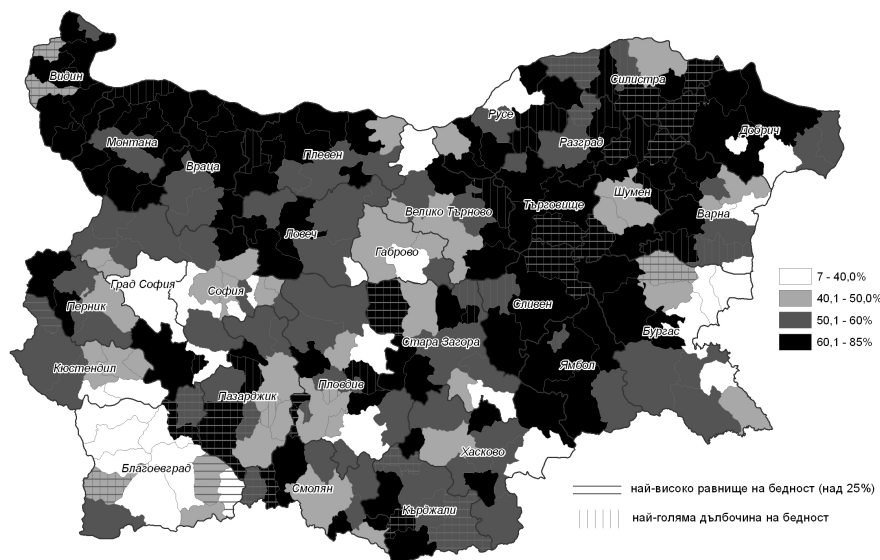 Видин
Монтана
Враца
Плевен
Русе
Силистра
Разград
Добрич
Ловеч
Велико Търново
Търговище
Шумен
Варна
Габрово
Град София
София
Перник
Кюстендил
Пазарджик
Пловдив
Стара Загора
Сливен
Бургас
Ямбол
Хасково
Благоевград
Смолян
Кърджали
7 - 40,0%
40,1 - 50,0%
50,1 - 60%
60,1 - 85%
най-високо равнище на бедност (над 25%)
най-голяма дълбочина на бедност